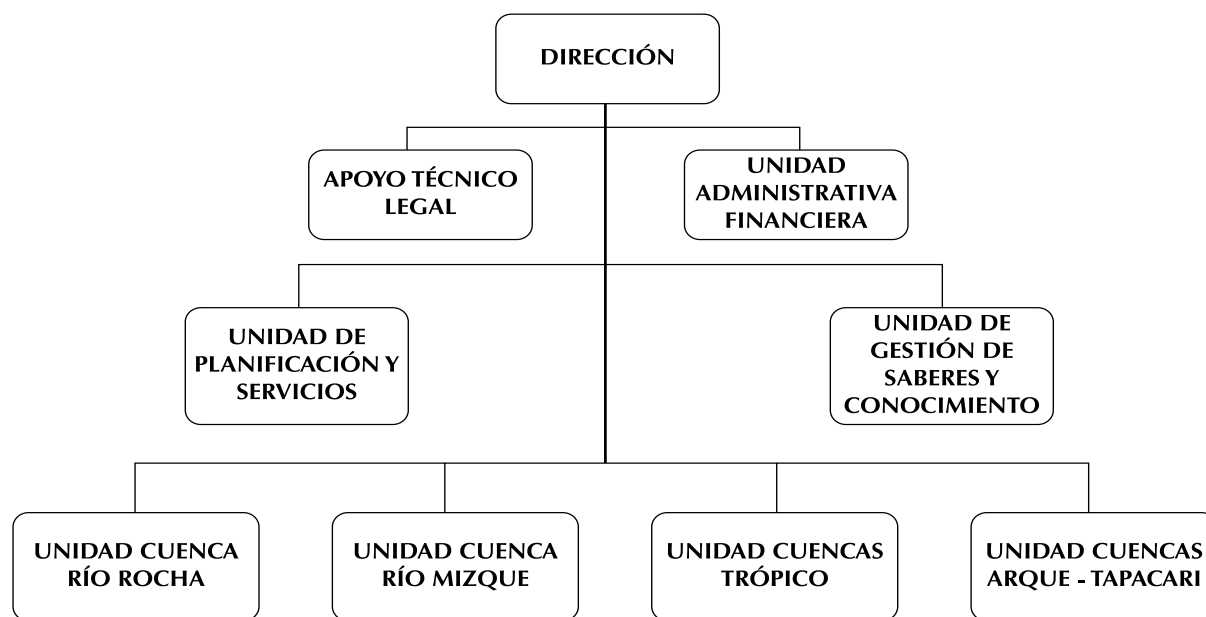 DIRECCIÓN
APOYO TÉCNICO
LEGAL
UNIDAD
ADMINISTRATIVA
FINANCIERA
UNIDAD DE
PLANIFICACIÓN Y
SERVICIOS
UNIDAD DE
GESTIÓN DE
SABERES Y
CONOCIMIENTO
UNIDAD CUENCA
RÍO ROCHA
UNIDAD CUENCA
RÍO MIZQUE
UNIDAD CUENCAS
TRÓPICO
UNIDAD CUENCAS
ARQUE - TAPACARI